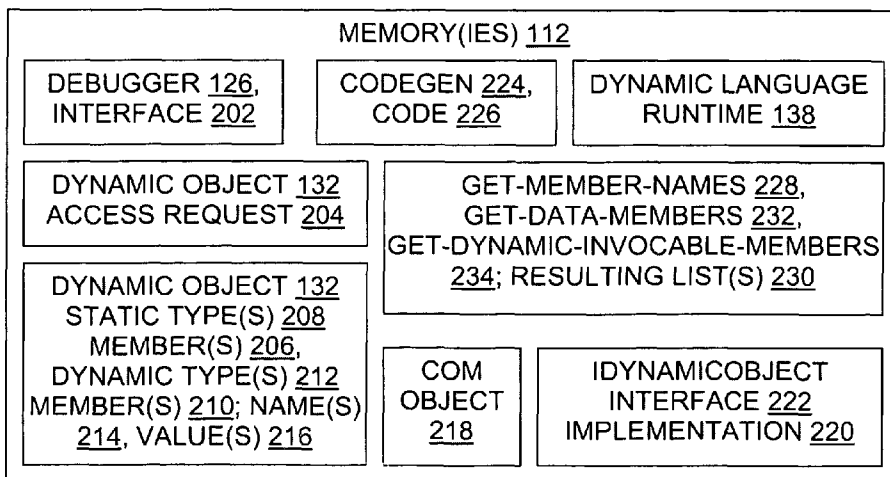 MEMORY(IES) 112
DEBUGGER 126,
INTERFACE 202
CODEGEN 224,
CODE 226
DYNAMIC LANGUAGE
RUNTIME 138
DYNAMIC OBJECT 132
ACCESS REQUEST 204
GET-MEMBER-NAMES 228,
GET-DATA-MEMBERS 232,
GET-DYNAMIC-INVOCABLE-MEMBERS
234; RESULTING LIST(S) 230
DYNAMIC OBJECT 132
STATIC TYPE(S) 208
MEMBER(S) 206,
DYNAMIC TYPE(S) 212
MEMBER(S) 210; NAME(S)
214, VALUE(S) 216
COM
OBJECT
218
IDYNAMICOBJECT
INTERFACE 222
IMPLEMENTATION 220